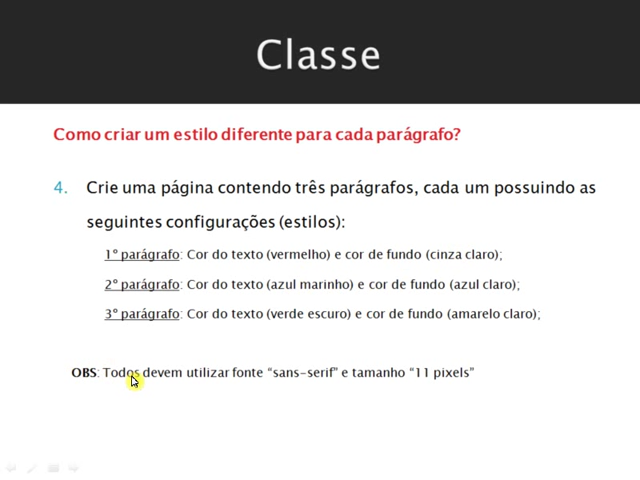 Classe
Como criar um estilo diferente para cada parágrafo?
4. Crie uma página contendo três parágrafos, cada um possuindo as
seguintes configurações (estilos):
1º parágrafo: Cor do texto (vermelho) e cor de fundo (cinza claro);
2º parágrafo: Cor do texto (azul marinho) e cor de fundo (azul claro);
3º parágrafo: Cor do texto (verde escuro) e cor de fundo (amarelo claro);
OBS: Todos devem utilizar fonte “sans-serif” e tamanho “11 pixels”